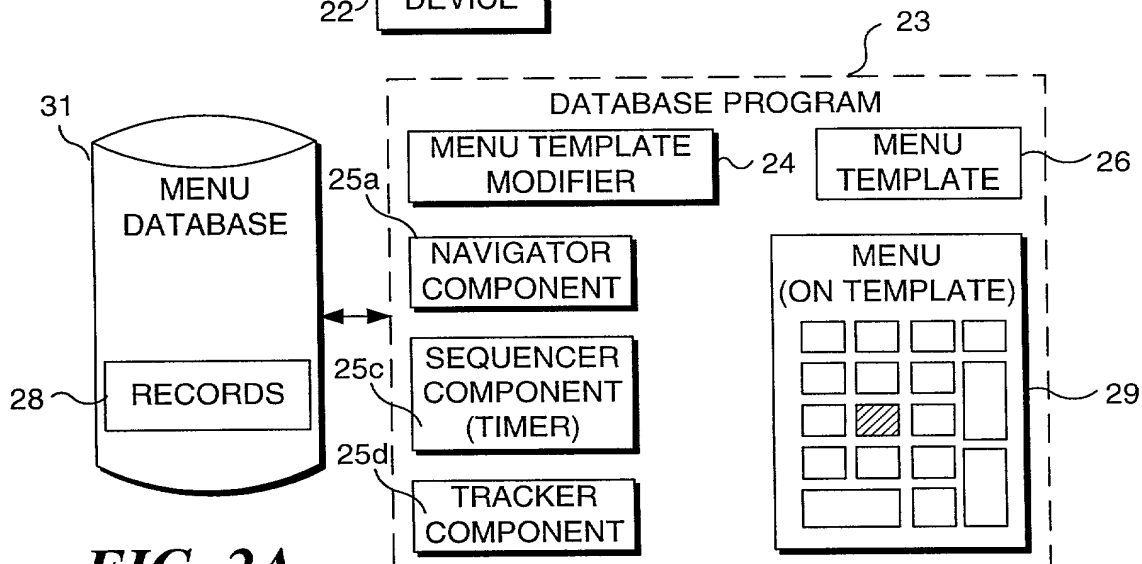 22
DEVICE
23
31
DATABASE PROGRAM
MENU TEMPLATE
MODIFIER
24
MENU
TEMPLATE
26
MENU
DATABASE
25a
NAVIGATOR
COMPONENT
MENU
(ON TEMPLATE)
SEQUENCER
COMPONENT
(TIMER)
25c
28
RECORDS
29
25d
TRACKER
COMPONENT
FIG. 2A